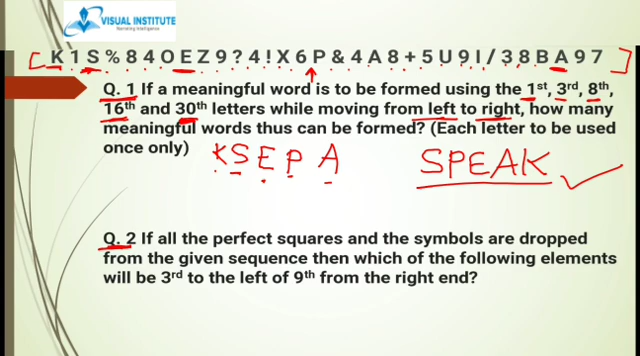 VISUAL INSTITUTE
Nurturing Intelligence
[ K 1 S % 8 4 O E Z 9 ? 4 ! X 6 P & 4 A 8 + 5 U 9 I / 3 8 B A 9 7 ]
Q. 1 If a meaningful word is to be formed using the 1st, 3rd, 8th,
16th and 30th letters while moving from left to right, how many
meaningful words thus can be formed? (Each letter to be used
once only)
K S E P A
SPEAK
Q. 2 If all the perfect squares and the symbols are dropped
from the given sequence then which of the following elements
will be 3rd to the left of 9th from the right end?